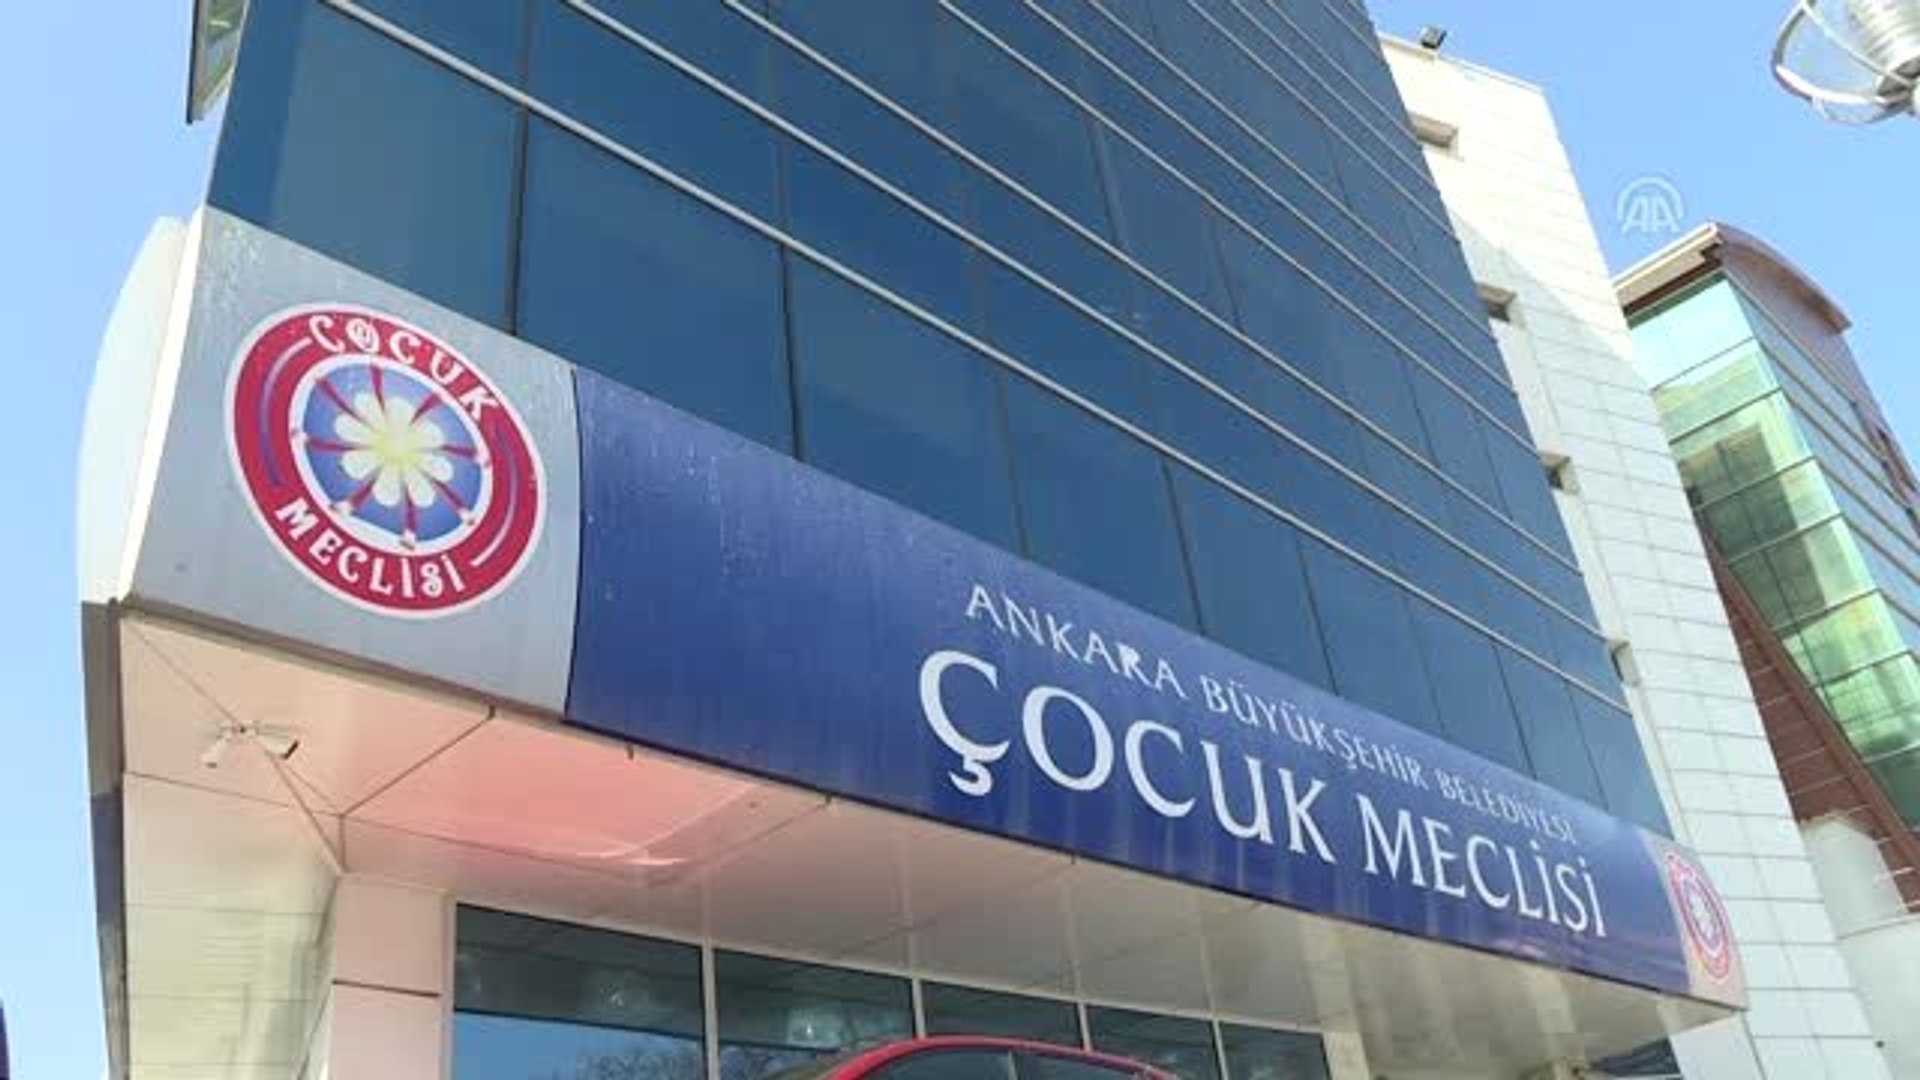 ÇOCUK
MECLİSİ
ANKARA BÜYÜKŞEHİR BELEDİYESİ
ÇOCUK MECLİSİ
AA